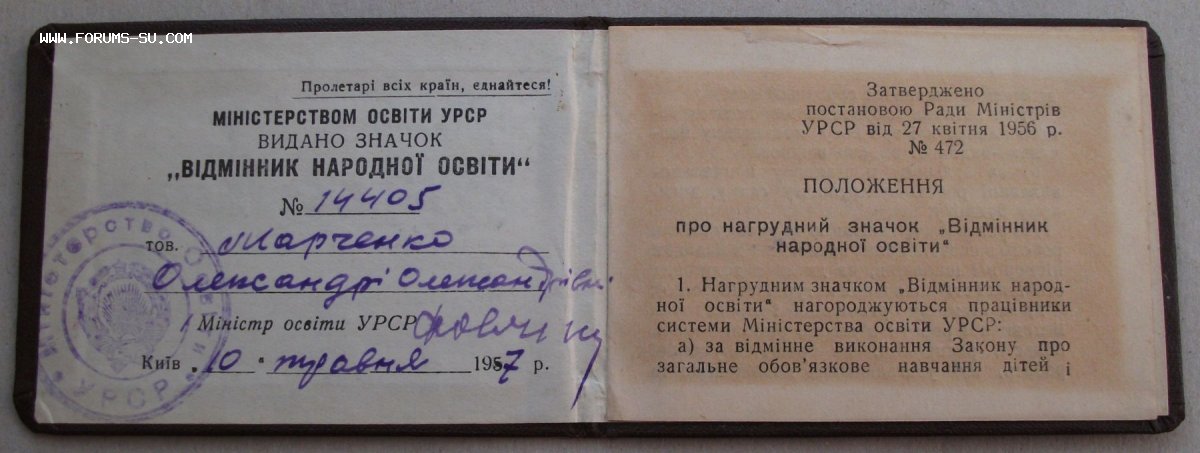 www.forums-su.com
Пролетарі всіх країн, єднайтеся!
МІНІСТЕРСТВОМ ОСВІТИ УРСР
ВИДАНО ЗНАЧОК
„ВІДМІННИК НАРОДНОЇ ОСВІТИ“
№ 14405
тов. Марченко
Олександрі Олександрівні
Міністр освіти УРСР
Київ „10“ травня 1957 р.
Міністерство Освіти
УРСР
Затверджено
постановою Ради Міністрів
УРСР від 27 квітня 1956 р.
№ 472
ПОЛОЖЕННЯ
про нагрудний значок „Відмінник
народної освіти“
1. Нагрудним значком „Відмінник народ-
ної освіти“ нагороджуються працівники
системи Міністерства освіти УРСР:
а) за відмінне виконання Закону про
загальне обов’язкове навчання дітей і